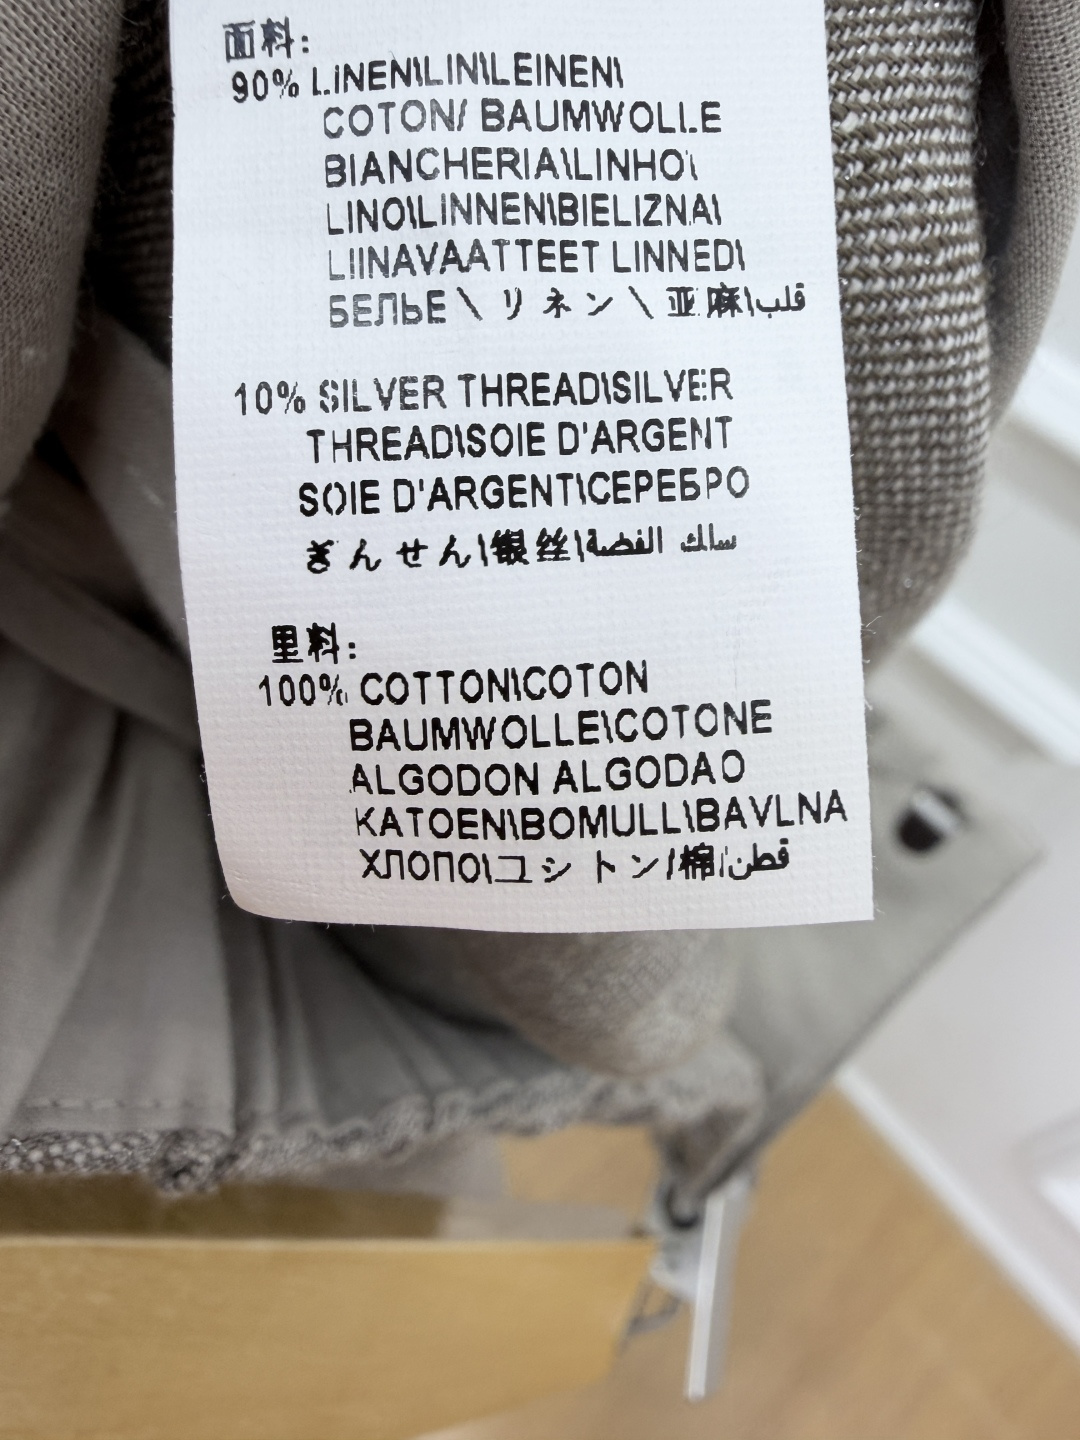 面料:
90% LINEN\LIN\LEINEN\
COTON/ BAUMWOLLE
BIANCHERIA\LINHO\
LINO\LINNEN\BIELIZNA\
LIINAVAATTEET LINNED\
БЕЛЬЕ \ リネン \ 亚麻\قلب
10% SILVER THREAD\SILVER
THREAD\SOIE D'ARGENT
SOIE D'ARGENT\СЕРЕБРО
ぎんせん\银丝\سلك الفضة
里料:
100% COTTON\COTON
BAUMWOLLE\COTONE
ALGODON ALGODAO
KATOEN\BOMULL\BAVLNA
ХЛОПО\コシトン/棉/قطن